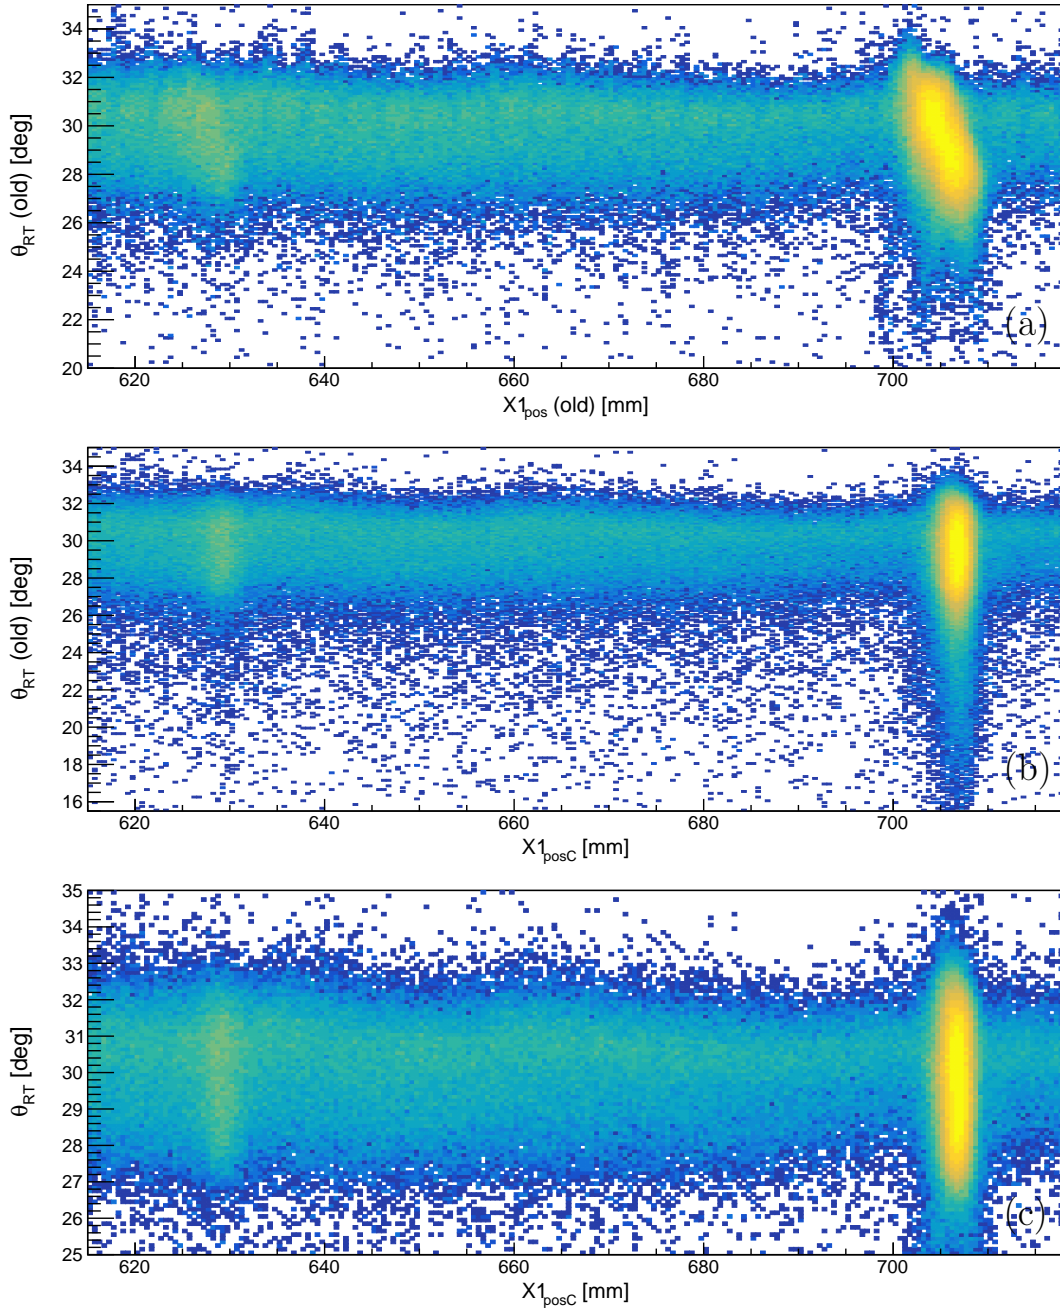 34
32
30
28
26
24
22
20
θRT (old) [deg]
(a)
620 640 660 680 700
X1pos (old) [mm]
34
32
30
28
26
24
22
20
18
16
θRT (old) [deg]
(b)
620 640 660 680 700
X1posC [mm]
35
34
33
32
31
30
29
28
27
26
25
θRT [deg]
(c)
620 640 660 680 700
X1posC [mm]